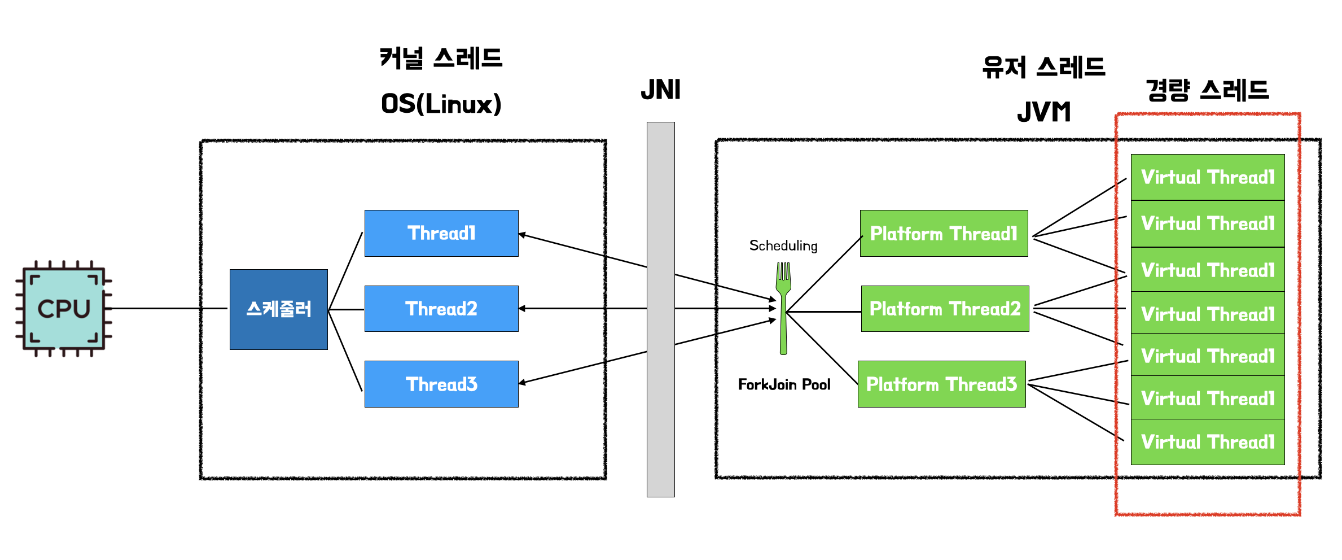 커널 스레드
OS(Linux)
JNI
유저 스레드
JVM
경량 스레드
CPU
스케줄러
Thread1
Thread2
Thread3
Scheduling
ForkJoin Pool
Platform Thread1
Platform Thread2
Platform Thread3
Virtual Thread1
Virtual Thread1
Virtual Thread1
Virtual Thread1
Virtual Thread1
Virtual Thread1
Virtual Thread1